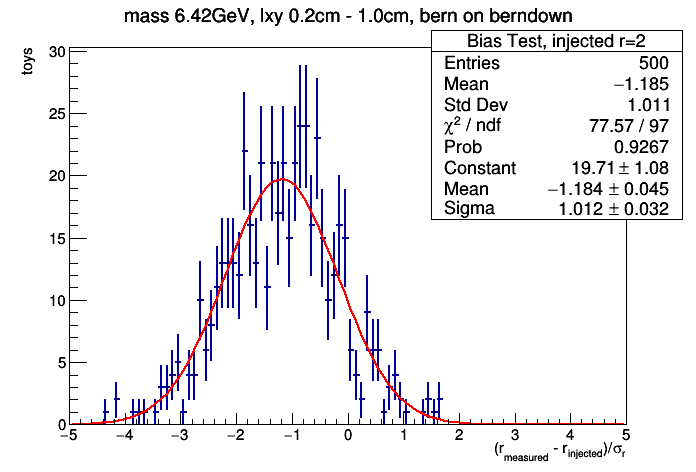 mass 6.42GeV, lxy 0.2cm - 1.0cm, bern on berndown
Bias Test, injected r=2
Entries 500
Mean −1.185
Std Dev 1.011
χ² / ndf 77.57 / 97
Prob 0.9267
Constant 19.71 ± 1.08
Mean −1.184 ± 0.045
Sigma 1.012 ± 0.032
toys
30
25
20
15
10
5
0
−5 −4 −3 −2 −1 0 1 2 3 4 5
(r_measured - r_injected)/σ_r